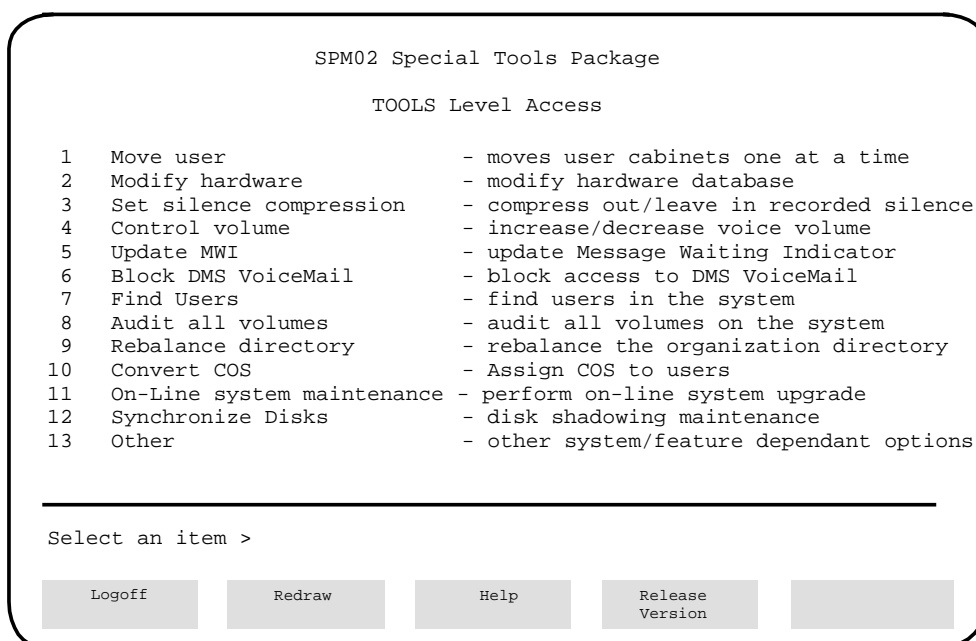 SPM02 Special Tools Package
TOOLS Level Access
1 Move user - moves user cabinets one at a time
2 Modify hardware - modify hardware database
3 Set silence compression - compress out/leave in recorded silence
4 Control volume - increase/decrease voice volume
5 Update MWI - update Message Waiting Indicator
6 Block DMS VoiceMail - block access to DMS VoiceMail
7 Find Users - find users in the system
8 Audit all volumes - audit all volumes on the system
9 Rebalance directory - rebalance the organization directory
10 Convert COS - Assign COS to users
11 On-Line system maintenance - perform on-line system upgrade
12 Synchronize Disks - disk shadowing maintenance
13 Other - other system/feature dependant options
Select an item >
Logoff Redraw Help Release
Version